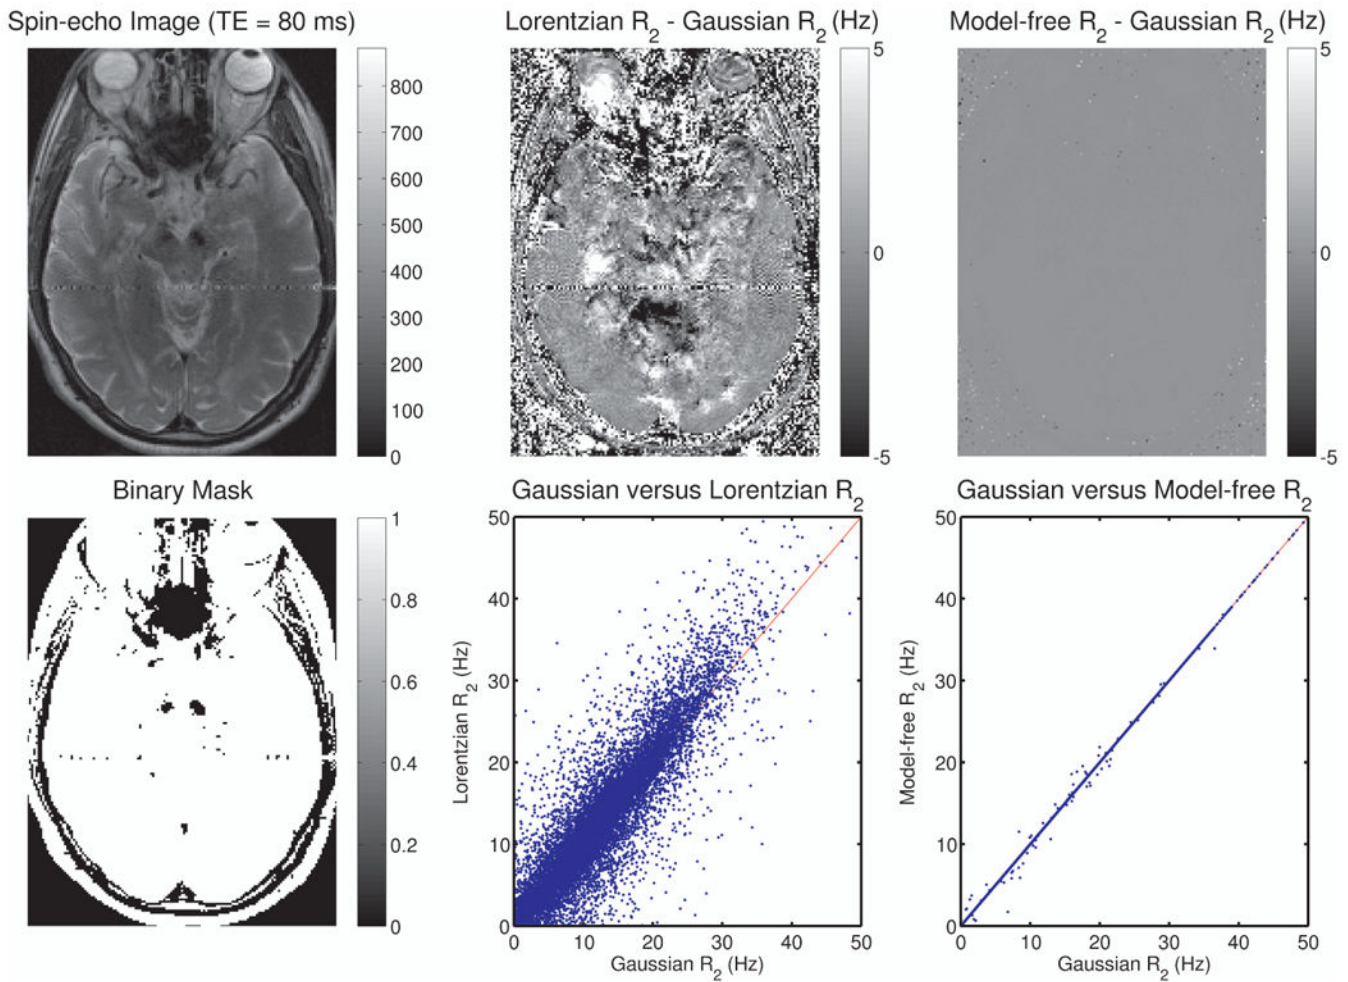 Spin-echo Image (TE = 80 ms)
Lorentzian R2 - Gaussian R2 (Hz)
Model-free R2 - Gaussian R2 (Hz)
800
700
600
500
400
300
200
100
0
5
0
-5
5
0
-5
Binary Mask
Gaussian versus Lorentzian R2
Gaussian versus Model-free R2
1
0.8
0.6
0.4
0.2
0
Lorentzian R2 (Hz)
50
40
30
20
10
0
0 10 20 30 40 50
Gaussian R2 (Hz)
Model-free R2 (Hz)
50
40
30
20
10
0
0 10 20 30 40 50
Gaussian R2 (Hz)